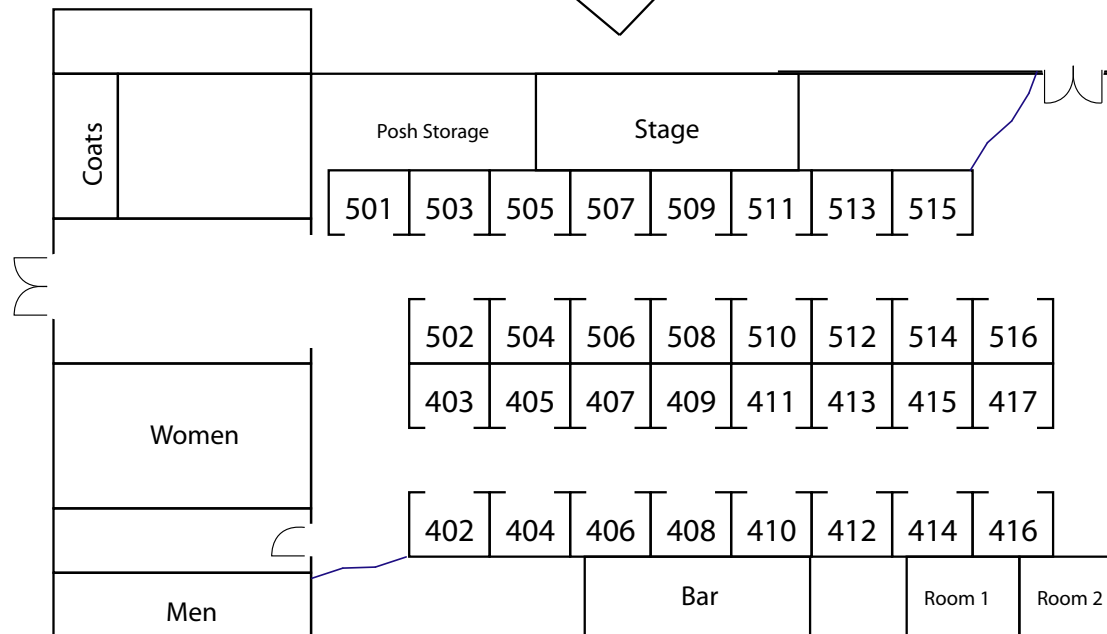 Coats
Posh Storage
Stage
501 503 505 507 509 511 513 515
502 504 506 508 510 512 514 516
403 405 407 409 411 413 415 417
Women
402 404 406 408 410 412 414 416
Men
Bar
Room 1
Room 2